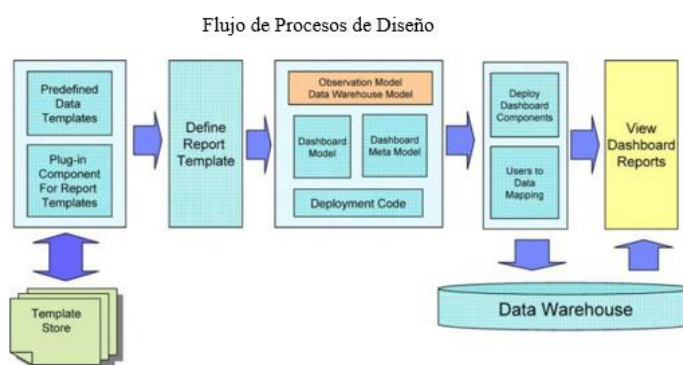 Flujo de Procesos de Diseño
Predefined
Data
Templates
Plug-in
Component
For Report
Templates
Define
Report
Template
Observation Model
Data Warehouse Model
Dashboard
Model
Dashboard
Meta Model
Deployment Code
Deploy
Dashboard
Components
Users to
Data
Mapping
View
Dashboard
Reports
Template
Store
Data Warehouse